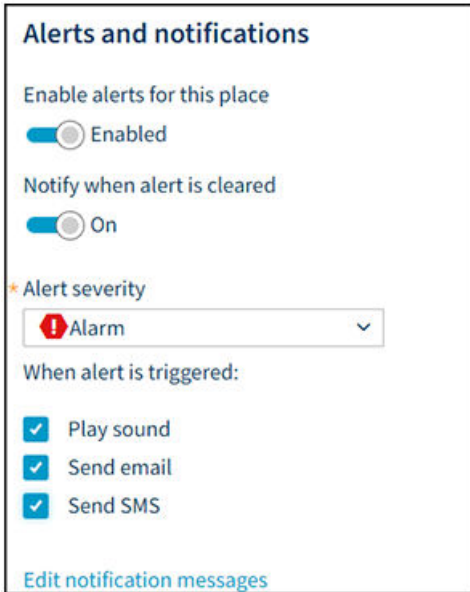 Alerts and notifications
Enable alerts for this place
Enabled
Notify when alert is cleared
On
* Alert severity
! Alarm
When alert is triggered:
Play sound
Send email
Send SMS
Edit notification messages